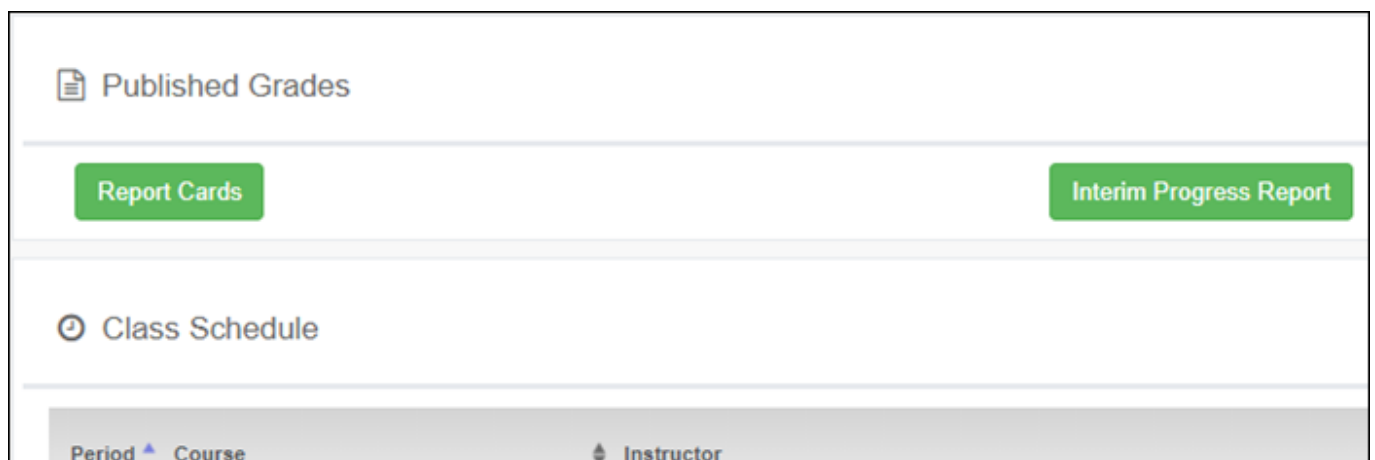 Published Grades
Report Cards Interim Progress Report
Class Schedule
Period Course Instructor